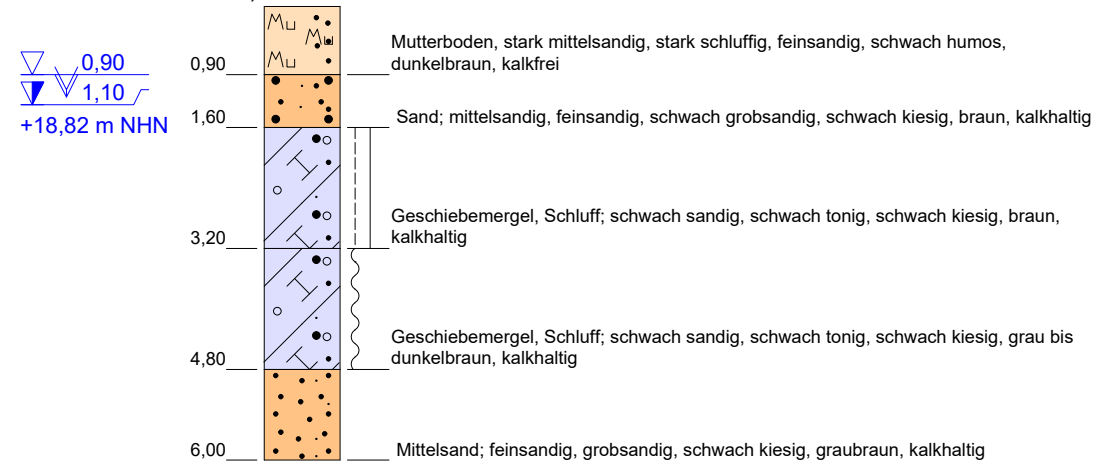 Mu
Mu
Mu
0,90
0,90
1,10
+18,82 m NHN
Mutterboden, stark mittelsandig, stark schluffig, feinsandig, schwach humos,
dunkelbraun, kalkfrei
1,60
Sand; mittelsandig, feinsandig, schwach grobsandig, schwach kiesig, braun, kalkhaltig
3,20
Geschiebemergel, Schluff; schwach sandig, schwach tonig, schwach kiesig, braun,
kalkhaltig
4,80
Geschiebemergel, Schluff; schwach sandig, schwach tonig, schwach kiesig, grau bis
dunkelbraun, kalkhaltig
6,00
Mittelsand; feinsandig, grobsandig, schwach kiesig, graubraun, kalkhaltig